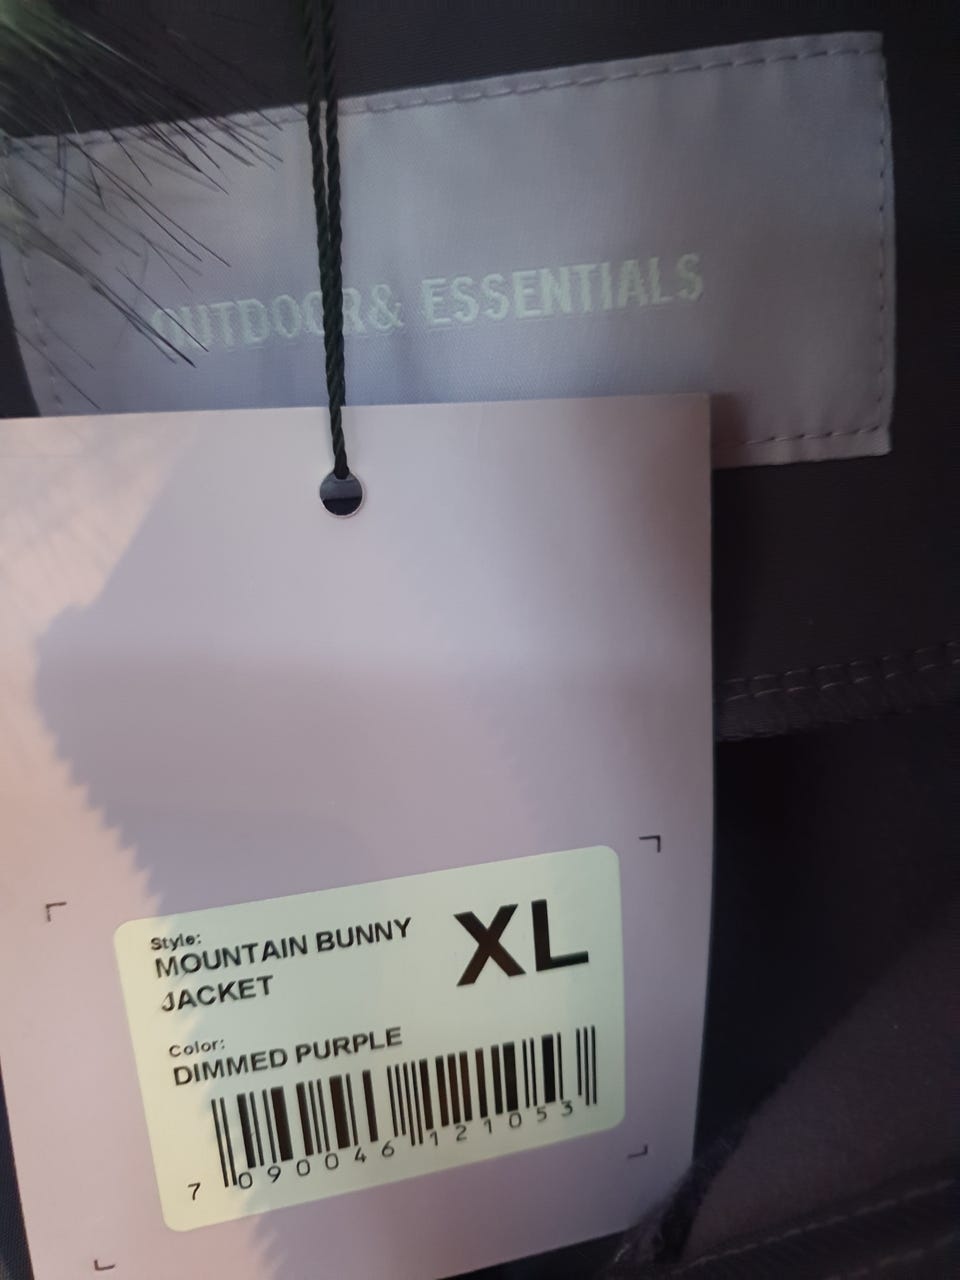 OUTDOOR& ESSENTIALS
Style:
MOUNTAIN BUNNY
JACKET
XL
Color:
DIMMED PURPLE
7 090046 121053